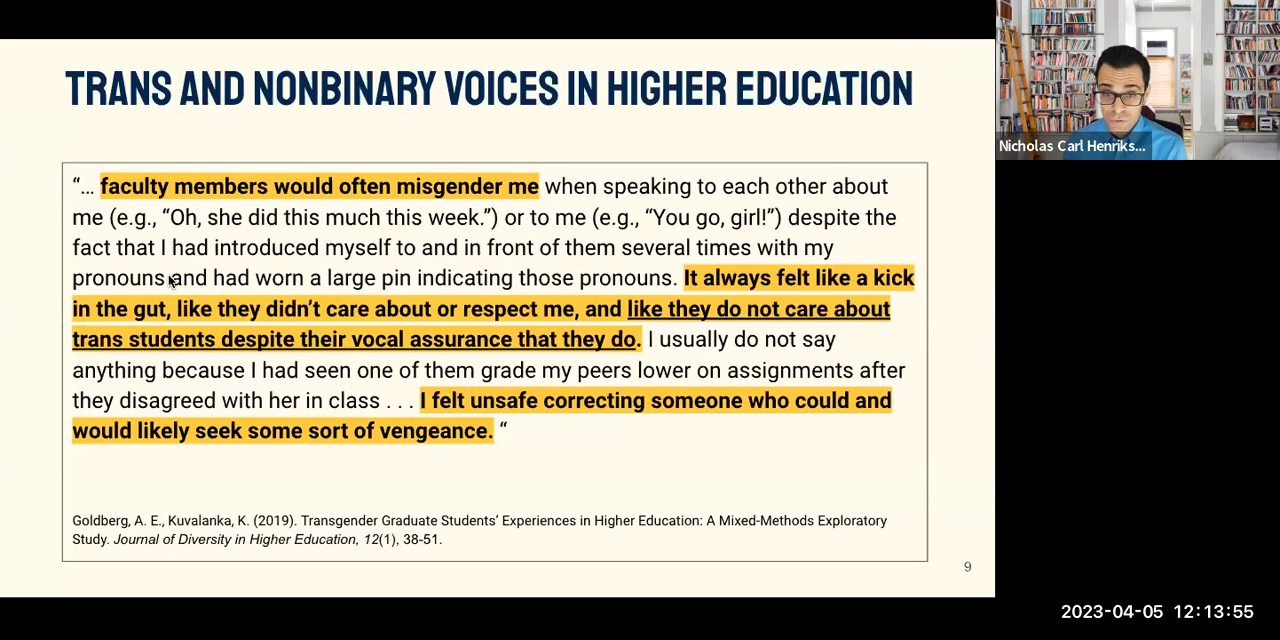 TRANS AND NONBINARY VOICES IN HIGHER EDUCATION
“... faculty members would often misgender me when speaking to each other about
me (e.g., “Oh, she did this much this week.”) or to me (e.g., “You go, girl!”) despite the
fact that I had introduced myself to and in front of them several times with my
pronouns and had worn a large pin indicating those pronouns. It always felt like a kick
in the gut, like they didn’t care about or respect me, and like they do not care about
trans students despite their vocal assurance that they do. I usually do not say
anything because I had seen one of them grade my peers lower on assignments after
they disagreed with her in class . . . I felt unsafe correcting someone who could and
would likely seek some sort of vengeance. “
Goldberg, A. E., Kuvalanka, K. (2019). Transgender Graduate Students’ Experiences in Higher Education: A Mixed-Methods Exploratory
Study. Journal of Diversity in Higher Education, 12(1), 38-51.
9
Nicholas Carl Henriks...
2023-04-05 12:13:55